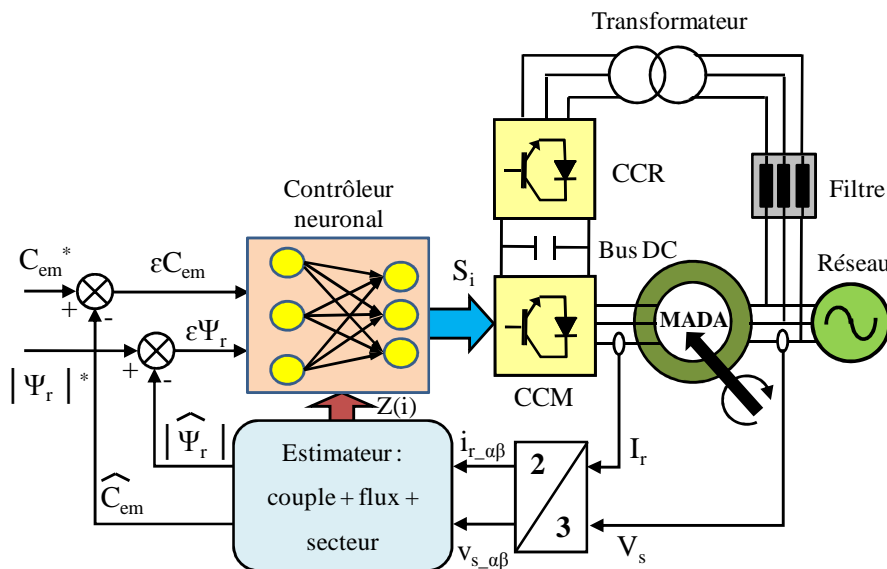 Transformateur
CCR
Filtre
Contrôleur
neuronal
Bus DC
Réseau
C_em*
εC_em
S_i
MADA
+
-
εΨ_r
+
-
|Ψ_r|*
CCM
Z(i)
|Ψ̂_r|
Estimateur :
couple + flux +
secteur
i_r_αβ
2
I_r
Ĉ_em
3
v_s_αβ
V_s